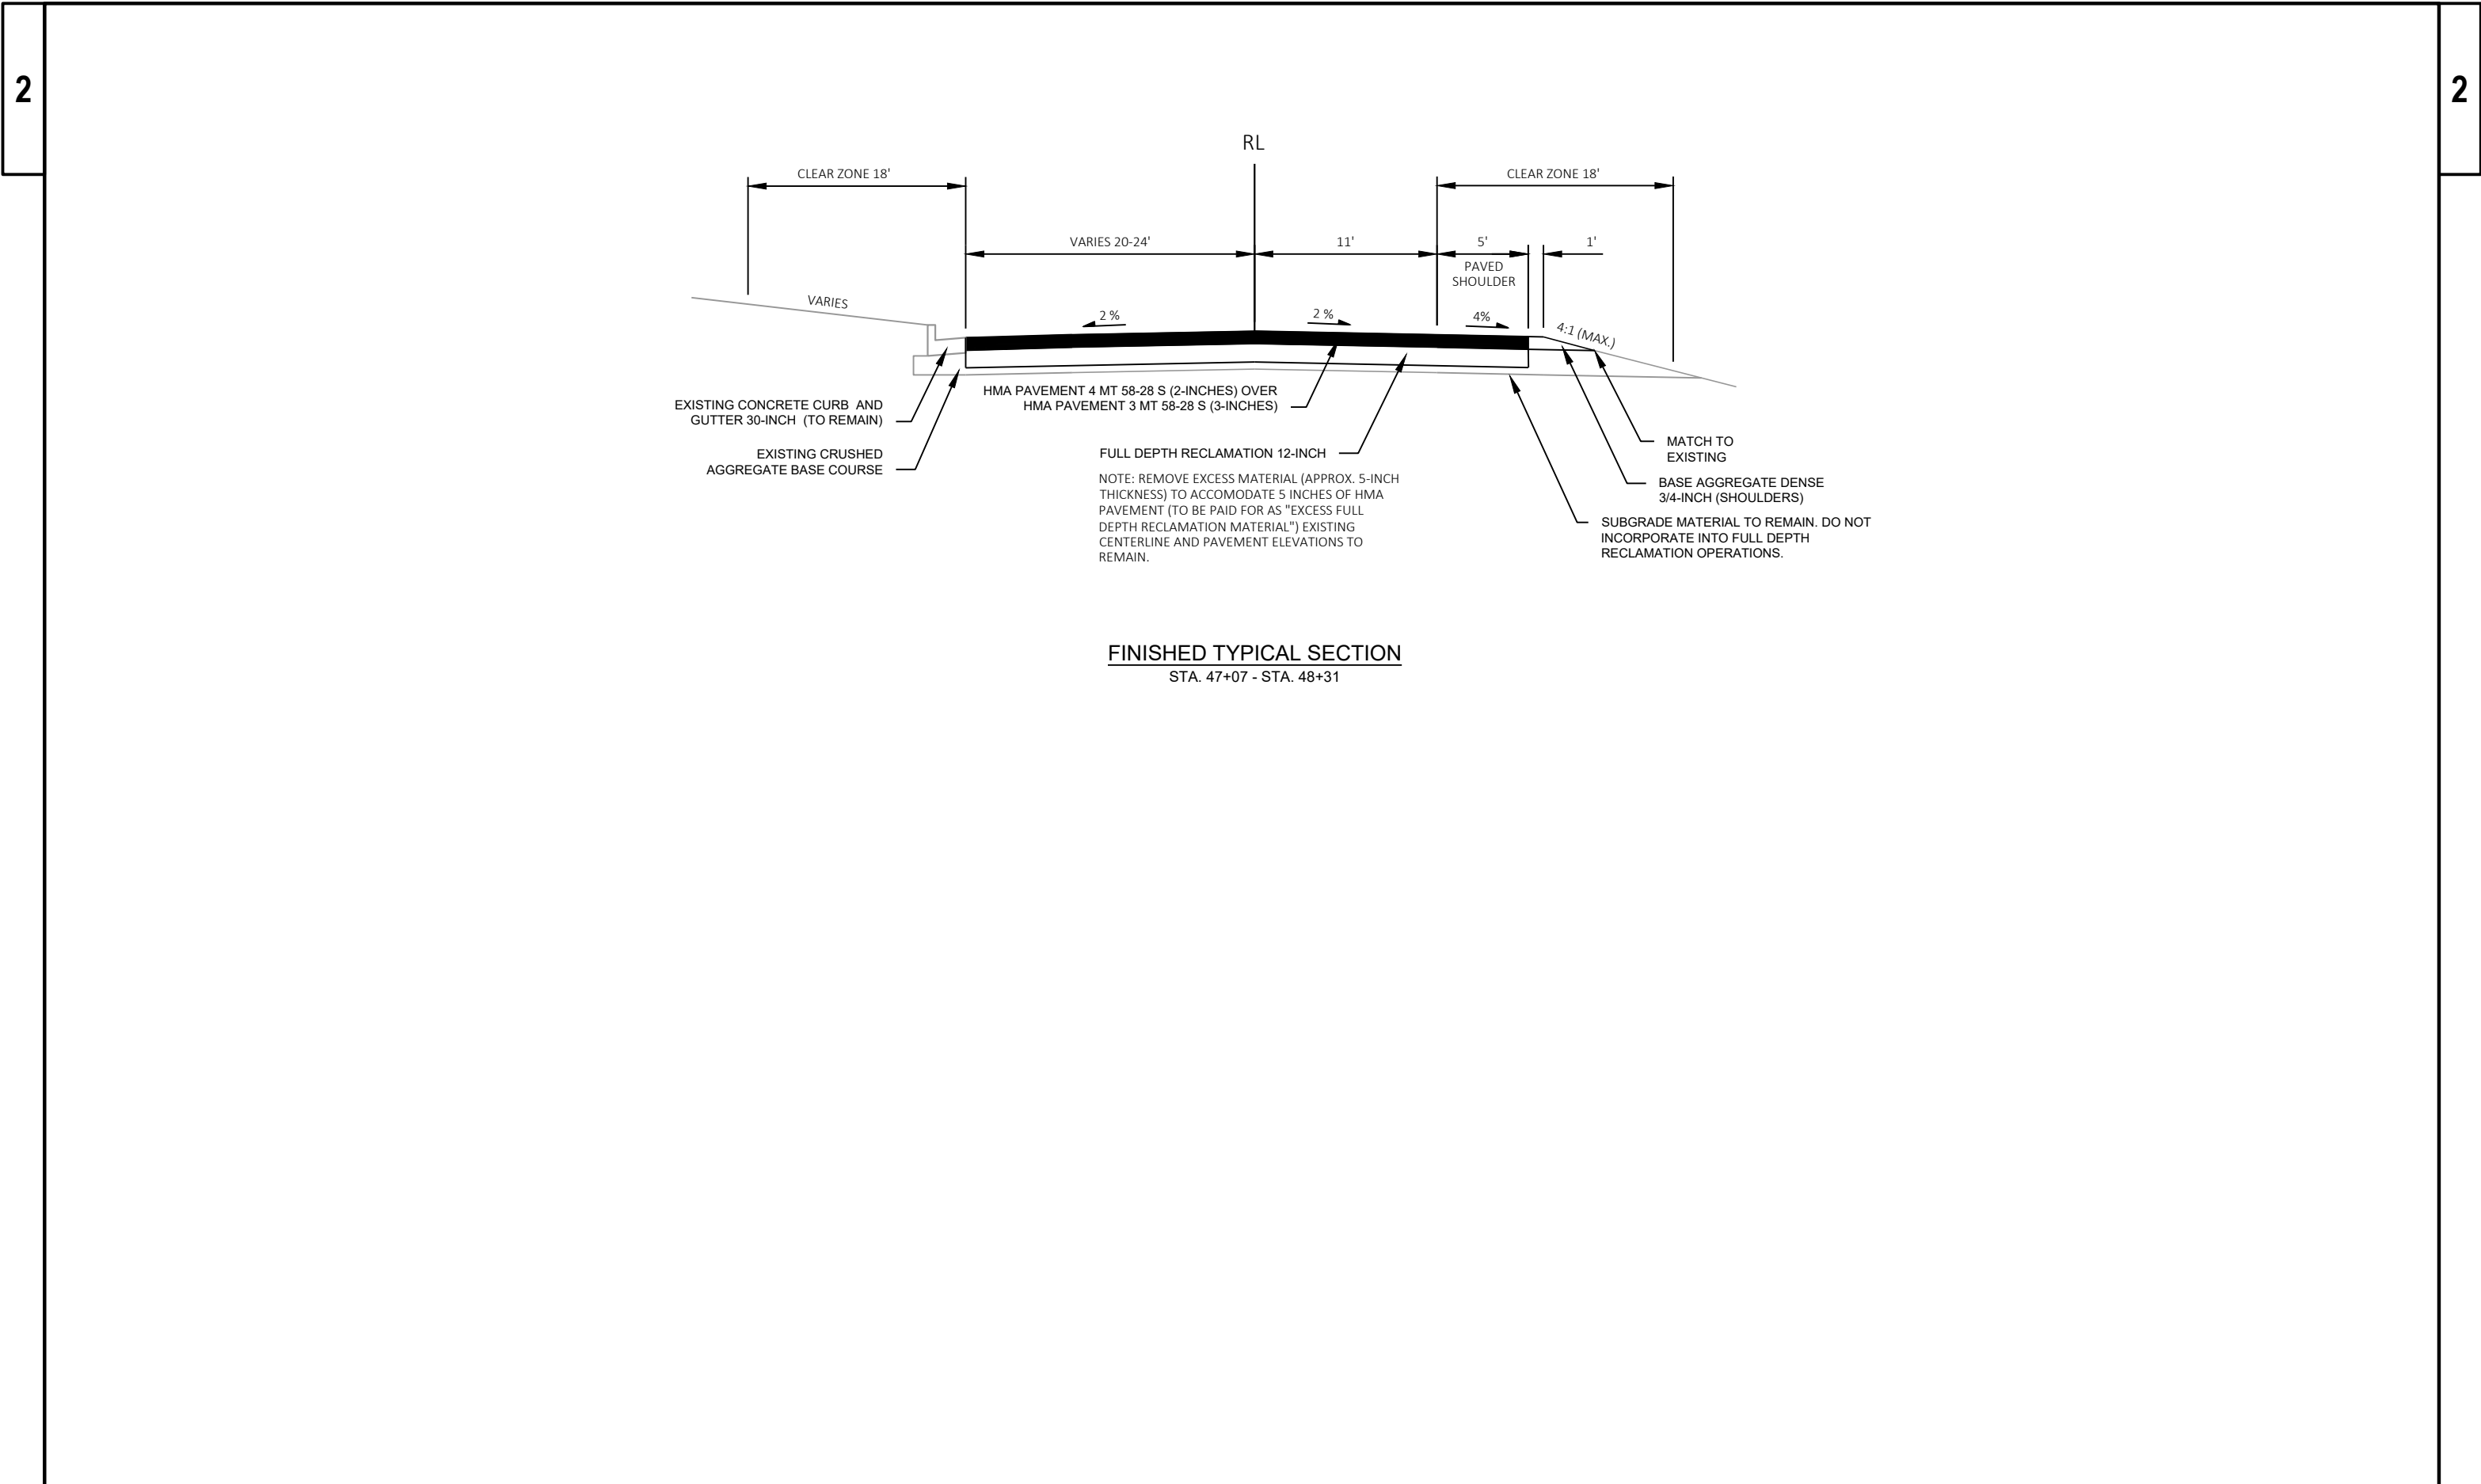 2
2
RL
CLEAR ZONE 18'
CLEAR ZONE 18'
VARIES 20-24'
11'
5'
1'
PAVED
SHOULDER
VARIES
2 %
2 %
4%
4:1 (MAX.)
HMA PAVEMENT 4 MT 58-28 S (2-INCHES) OVER
HMA PAVEMENT 3 MT 58-28 S (3-INCHES)
EXISTING CONCRETE CURB  AND
GUTTER 30-INCH  (TO REMAIN)
EXISTING CRUSHED
AGGREGATE BASE COURSE
FULL DEPTH RECLAMATION 12-INCH
NOTE: REMOVE EXCESS MATERIAL (APPROX. 5-INCH
THICKNESS) TO ACCOMODATE 5 INCHES OF HMA
PAVEMENT (TO BE PAID FOR AS "EXCESS FULL
DEPTH RECLAMATION MATERIAL") EXISTING
CENTERLINE AND PAVEMENT ELEVATIONS TO
REMAIN.
MATCH TO
EXISTING
BASE AGGREGATE DENSE
3/4-INCH (SHOULDERS)
SUBGRADE MATERIAL TO REMAIN. DO NOT
INCORPORATE INTO FULL DEPTH
RECLAMATION OPERATIONS.
FINISHED TYPICAL SECTION
STA. 47+07 - STA. 48+31